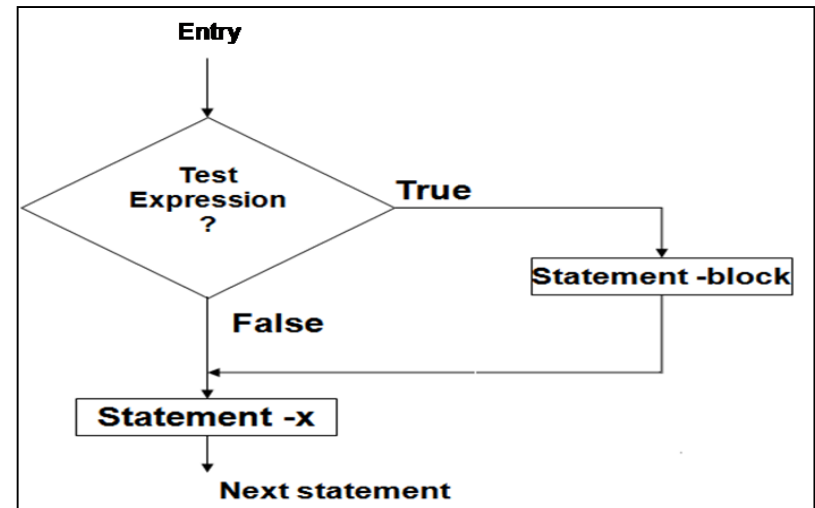 Entry
Test
Expression
?
True
Statement -block
False
Statement -x
Next statement